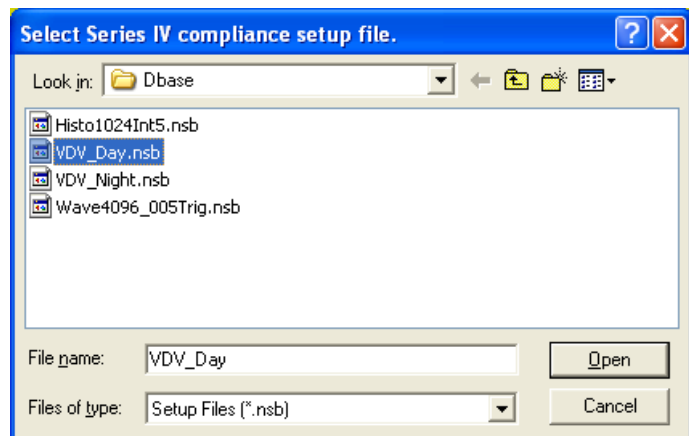 Select Series IV compliance setup file.
Look in: Dbase
Histo1024Int5.nsb
VDV_Day.nsb
VDV_Night.nsb
Wave4096_005Trig.nsb
File name: VDV_Day Open
Files of type: Setup Files (*.nsb) Cancel